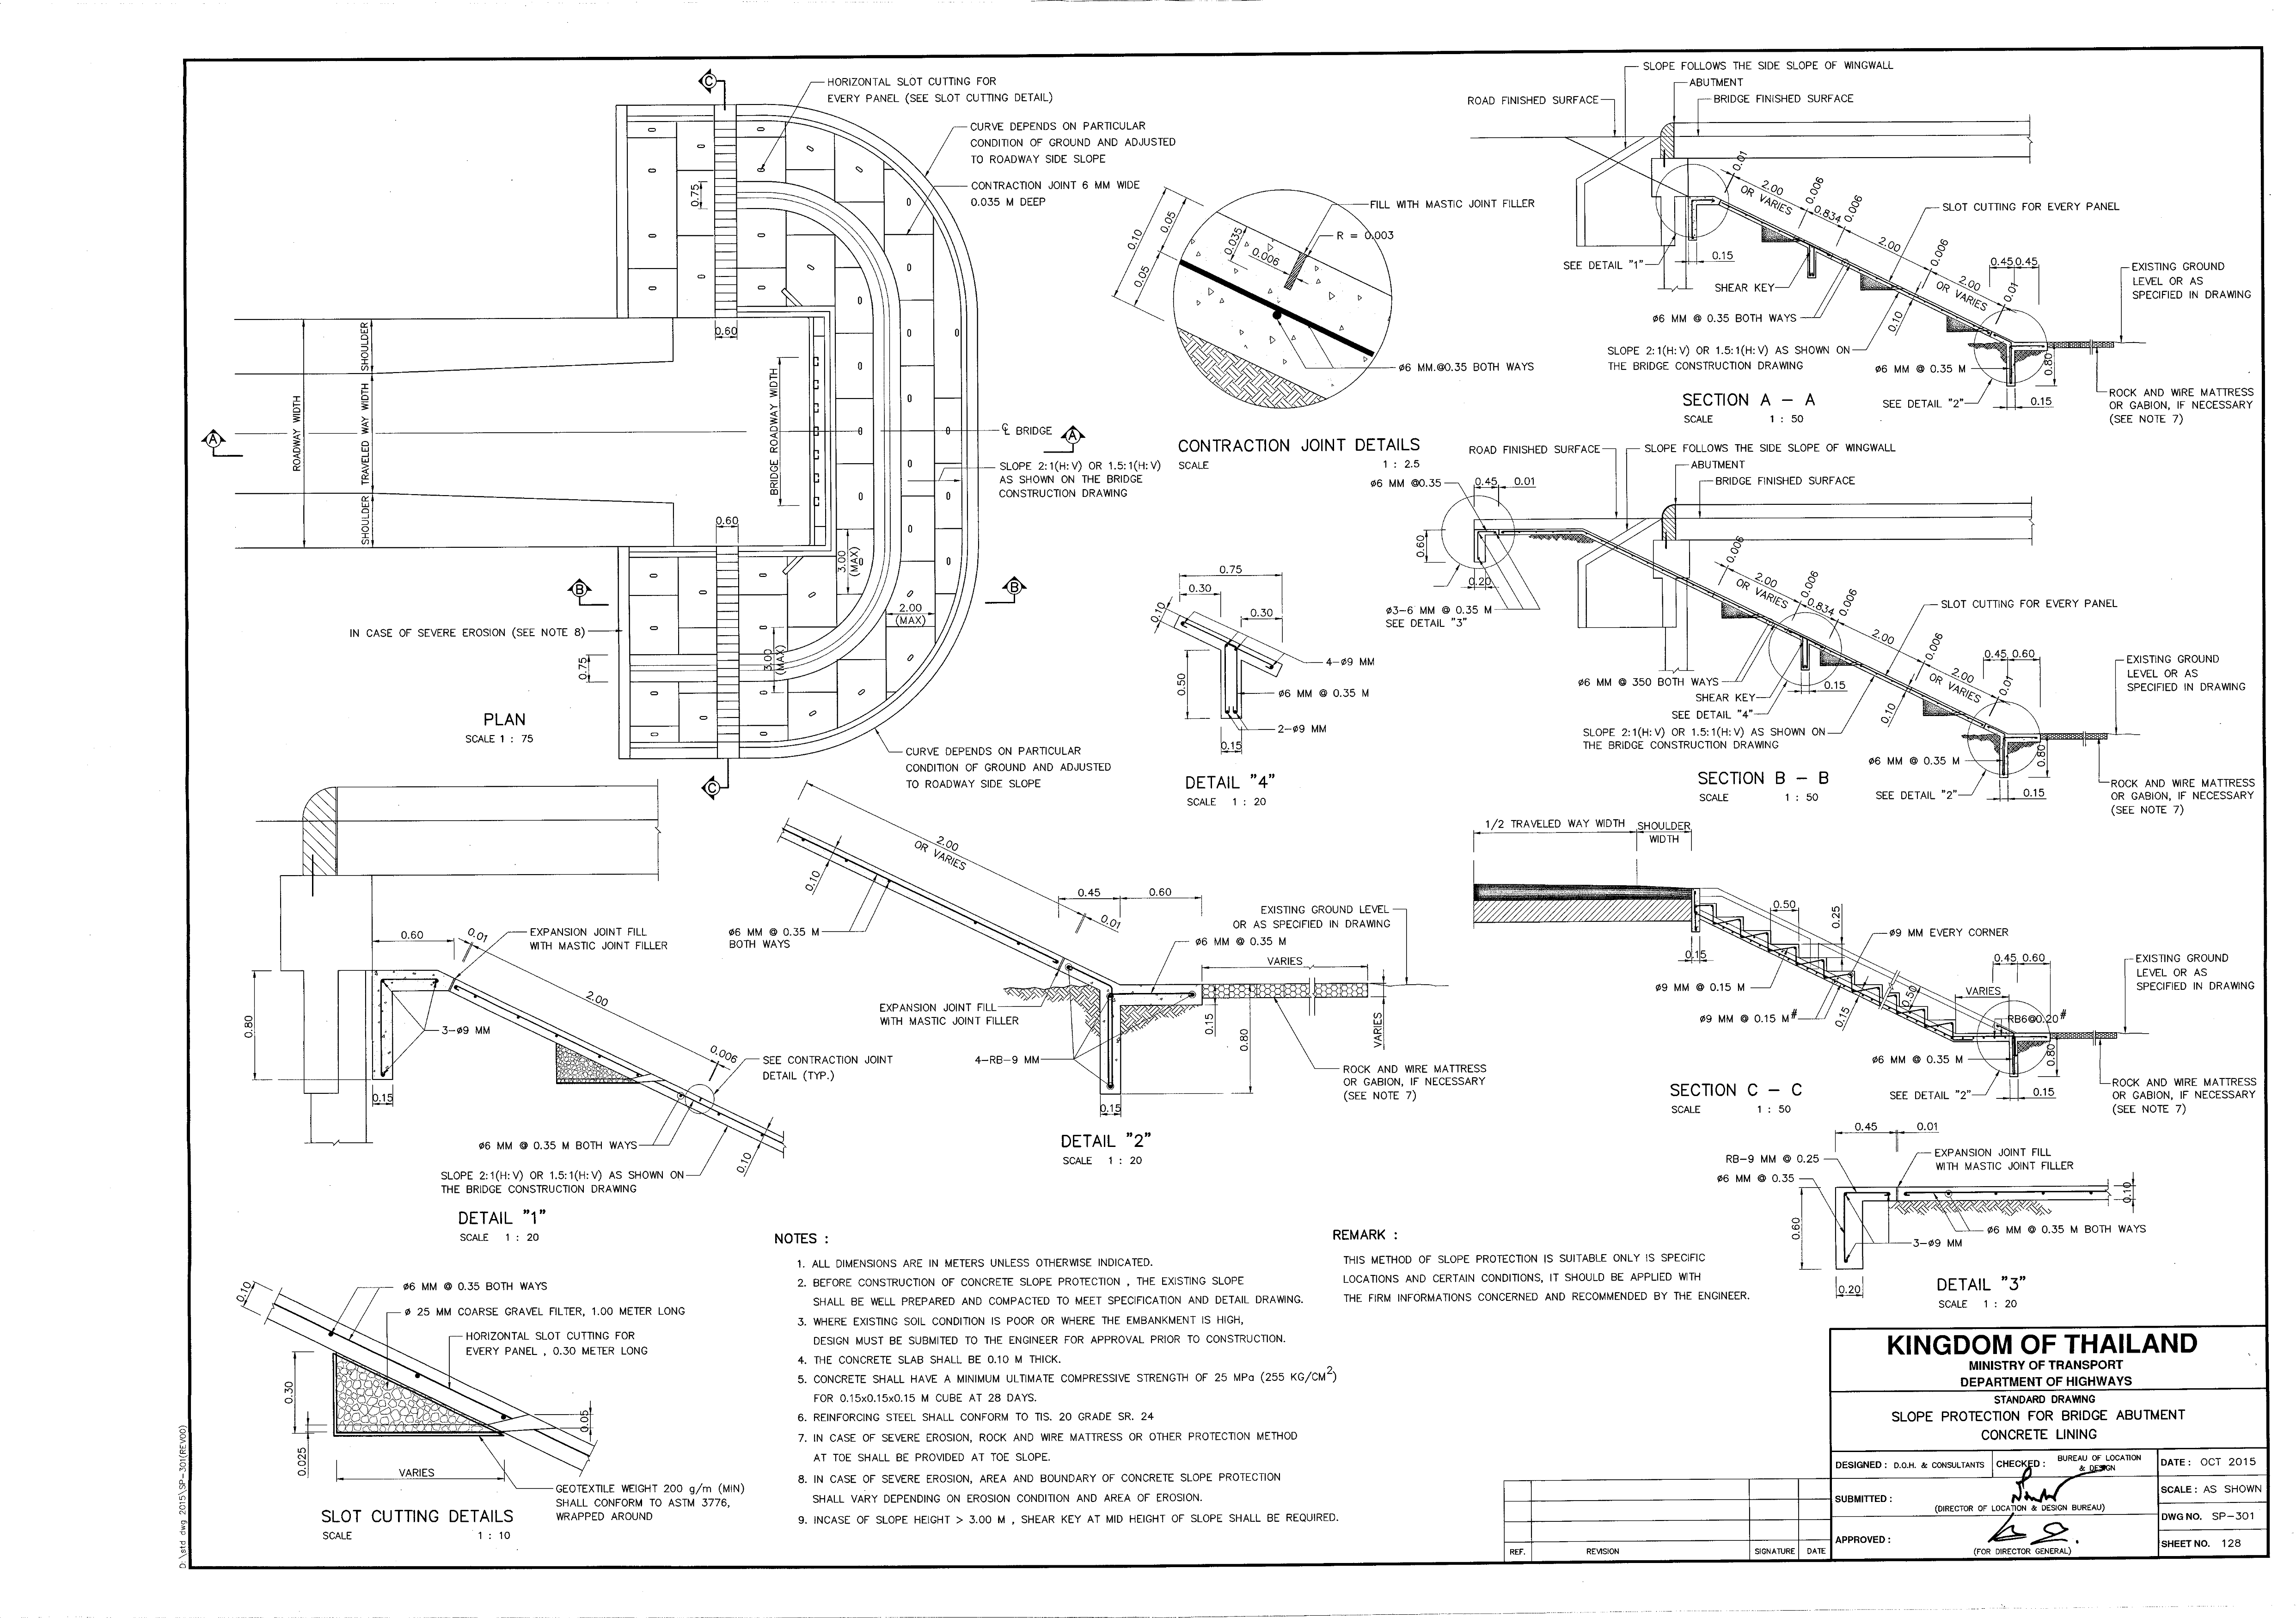 HORIZONTAL SLOT CUTTING FOR
EVERY PANEL (SEE SLOT CUTTING DETAIL)
CURVE DEPENDS ON PARTICULAR
CONDITION OF GROUND AND ADJUSTED
TO ROADWAY SIDE SLOPE
CONTRACTION JOINT 6 MM WIDE
0.035 M DEEP
C
0.75
0.60
SHOULDER
ROADWAY WIDTH
TRAVELED WAY WIDTH
SHOULDER
BRIDGE ROADWAY WIDTH
A
℄ BRIDGE
A
SLOPE 2:1(H:V) OR 1.5:1(H:V)
AS SHOWN ON THE BRIDGE
CONSTRUCTION DRAWING
0.60
3.00
(MAX)
B
B
2.00
(MAX)
IN CASE OF SEVERE EROSION (SEE NOTE 8)
3.00
(MAX)
0.75
PLAN
SCALE 1 : 75
C
CURVE DEPENDS ON PARTICULAR
CONDITION OF GROUND AND ADJUSTED
TO ROADWAY SIDE SLOPE
0.10
0.05
0.05
0.035
0.006
FILL WITH MASTIC JOINT FILLER
R = 0.003
ø6 MM.@0.35 BOTH WAYS
CONTRACTION JOINT DETAILS
SCALE 1 : 2.5
0.75
0.30
0.10
0.30
0.50
4-ø9 MM
ø6 MM @ 0.35 M
2-ø9 MM
0.15
DETAIL "4"
SCALE 1 : 20
SLOPE FOLLOWS THE SIDE SLOPE OF WINGWALL
ABUTMENT
ROAD FINISHED SURFACE
BRIDGE FINISHED SURFACE
0.01
2.00
OR VARIES
0.006
0.834
0.006
SLOT CUTTING FOR EVERY PANEL
2.00
0.006
SEE DETAIL "1"
0.15
SHEAR KEY
0.45 0.45
2.00
OR VARIES
0.01
EXISTING GROUND
LEVEL OR AS
SPECIFIED IN DRAWING
ø6 MM @ 0.35 BOTH WAYS
0.10
SLOPE 2:1(H:V) OR 1.5:1(H:V) AS SHOWN ON
THE BRIDGE CONSTRUCTION DRAWING
ø6 MM @ 0.35 M
0.80
SEE DETAIL "2"
0.15
ROCK AND WIRE MATTRESS
OR GABION, IF NECESSARY
(SEE NOTE 7)
SECTION A – A
SCALE 1 : 50
ROAD FINISHED SURFACE
SLOPE FOLLOWS THE SIDE SLOPE OF WINGWALL
ABUTMENT
BRIDGE FINISHED SURFACE
ø6 MM @0.35
0.45 0.01
0.60
0.20
ø3-6 MM @ 0.35 M
SEE DETAIL "3"
0.006
2.00
OR VARIES
0.006
0.834
0.006
SLOT CUTTING FOR EVERY PANEL
2.00
0.006
2.00
OR VARIES
0.45 0.60
0.01
EXISTING GROUND
LEVEL OR AS
SPECIFIED IN DRAWING
ø6 MM @ 350 BOTH WAYS
0.15
SHEAR KEY
SEE DETAIL "4"
0.10
SLOPE 2:1(H:V) OR 1.5:1(H:V) AS SHOWN ON
THE BRIDGE CONSTRUCTION DRAWING
ø6 MM @ 0.35 M
0.80
SEE DETAIL "2"
0.15
ROCK AND WIRE MATTRESS
OR GABION, IF NECESSARY
(SEE NOTE 7)
SECTION B – B
SCALE 1 : 50
1/2 TRAVELED WAY WIDTH
SHOULDER
WIDTH
0.50
0.25
0.15
ø9 MM EVERY CORNER
ø9 MM @ 0.15 M
ø9 MM @ 0.15 M#
0.15
0.50
0.45 0.60
VARIES
RB6@0.20#
EXISTING GROUND
LEVEL OR AS
SPECIFIED IN DRAWING
ø6 MM @ 0.35 M
0.80
SEE DETAIL "2"
0.15
ROCK AND WIRE MATTRESS
OR GABION, IF NECESSARY
(SEE NOTE 7)
SECTION C – C
SCALE 1 : 50
0.60
0.01
EXPANSION JOINT FILL
WITH MASTIC JOINT FILLER
2.00
0.80
3-ø9 MM
0.006
SEE CONTRACTION JOINT
DETAIL (TYP.)
0.15
ø6 MM @ 0.35 M BOTH WAYS
0.10
SLOPE 2:1(H:V) OR 1.5:1(H:V) AS SHOWN ON
THE BRIDGE CONSTRUCTION DRAWING
DETAIL "1"
SCALE 1 : 20
2.00
OR VARIES
0.10
ø6 MM @ 0.35 M
BOTH WAYS
0.45
0.60
0.01
EXISTING GROUND LEVEL
OR AS SPECIFIED IN DRAWING
ø6 MM @ 0.35 M
VARIES
EXPANSION JOINT FILL
WITH MASTIC JOINT FILLER
4-RB-9 MM
0.15
0.80
VARIES
ROCK AND WIRE MATTRESS
OR GABION, IF NECESSARY
(SEE NOTE 7)
0.15
DETAIL "2"
SCALE 1 : 20
0.45
0.01
RB-9 MM @ 0.25
ø6 MM @ 0.35
EXPANSION JOINT FILL
WITH MASTIC JOINT FILLER
0.10
0.60
ø6 MM @ 0.35 M BOTH WAYS
3-ø9 MM
0.20
DETAIL "3"
SCALE 1 : 20
0.10
ø6 MM @ 0.35 BOTH WAYS
ø 25 MM COARSE GRAVEL FILTER, 1.00 METER LONG
HORIZONTAL SLOT CUTTING FOR
EVERY PANEL , 0.30 METER LONG
0.30
0.05
0.025
VARIES
GEOTEXTILE WEIGHT 200 g/m (MIN)
SHALL CONFORM TO ASTM 3776,
WRAPPED AROUND
SLOT CUTTING DETAILS
SCALE 1 : 10
NOTES :
1. ALL DIMENSIONS ARE IN METERS UNLESS OTHERWISE INDICATED.
2. BEFORE CONSTRUCTION OF CONCRETE SLOPE PROTECTION , THE EXISTING SLOPE
SHALL BE WELL PREPARED AND COMPACTED TO MEET SPECIFICATION AND DETAIL DRAWING.
3. WHERE EXISTING SOIL CONDITION IS POOR OR WHERE THE EMBANKMENT IS HIGH,
DESIGN MUST BE SUBMITED TO THE ENGINEER FOR APPROVAL PRIOR TO CONSTRUCTION.
4. THE CONCRETE SLAB SHALL BE 0.10 M THICK.
5. CONCRETE SHALL HAVE A MINIMUM ULTIMATE COMPRESSIVE STRENGTH OF 25 MPa (255 KG/CM²)
FOR 0.15x0.15x0.15 M CUBE AT 28 DAYS.
6. REINFORCING STEEL SHALL CONFORM TO TIS. 20 GRADE SR. 24
7. IN CASE OF SEVERE EROSION, ROCK AND WIRE MATTRESS OR OTHER PROTECTION METHOD
AT TOE SHALL BE PROVIDED AT TOE SLOPE.
8. IN CASE OF SEVERE EROSION, AREA AND BOUNDARY OF CONCRETE SLOPE PROTECTION
SHALL VARY DEPENDING ON EROSION CONDITION AND AREA OF EROSION.
9. INCASE OF SLOPE HEIGHT > 3.00 M , SHEAR KEY AT MID HEIGHT OF SLOPE SHALL BE REQUIRED.
REMARK :
THIS METHOD OF SLOPE PROTECTION IS SUITABLE ONLY IS SPECIFIC
LOCATIONS AND CERTAIN CONDITIONS, IT SHOULD BE APPLIED WITH
THE FIRM INFORMATIONS CONCERNED AND RECOMMENDED BY THE ENGINEER.
REF. REVISION SIGNATURE DATE
KINGDOM OF THAILAND
MINISTRY OF TRANSPORT
DEPARTMENT OF HIGHWAYS
STANDARD DRAWING
SLOPE PROTECTION FOR BRIDGE ABUTMENT
CONCRETE LINING
DESIGNED : D.O.H. & CONSULTANTS
CHECKED : BUREAU OF LOCATION
& DESIGN
DATE : OCT 2015
SUBMITTED :
(DIRECTOR OF LOCATION & DESIGN BUREAU)
SCALE : AS SHOWN
DWG NO. SP-301
APPROVED :
(FOR DIRECTOR GENERAL)
SHEET NO. 128
D:\std dwg 2015\SP-301(REV00)